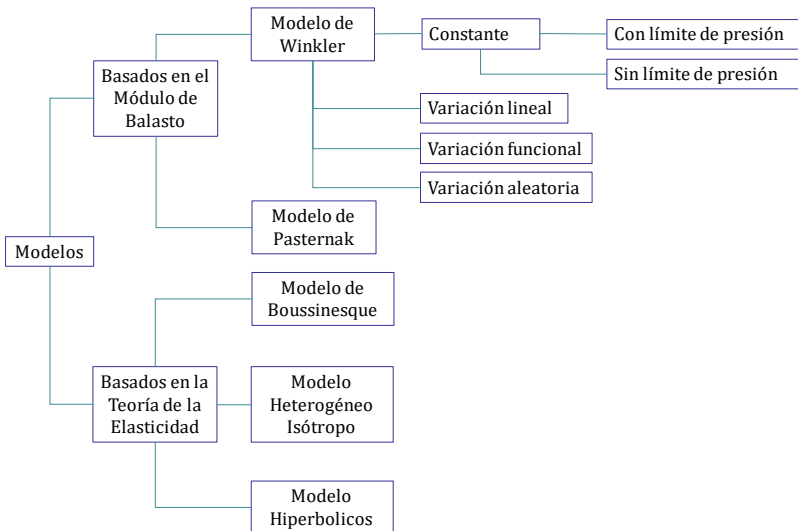 Modelo de
Winkler
Constante
Con límite de presión
Sin límite de presión
Basados en el
Módulo de
Balasto
Variación lineal
Variación funcional
Variación aleatoria
Modelo de
Pasternak
Modelos
Modelo de
Boussinesque
Basados en la
Teoría de la
Elasticidad
Modelo
Heterogéneo
Isótropo
Modelo
Hiperbolicos